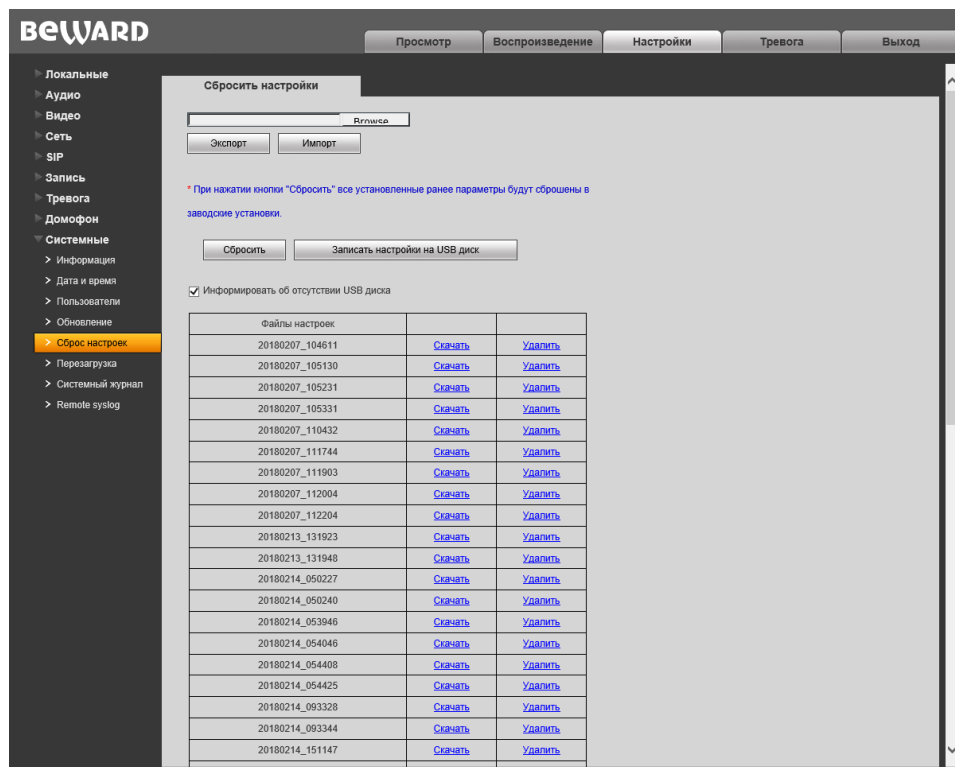 BEWARD
Просмотр Воспроизведение Настройки Тревога Выход
Локальные
Аудио
Видео
Сеть
SIP
Запись
Тревога
Домофон
Системные
Информация
Дата и время
Пользователи
Обновление
Сброс настроек
Перезагрузка
Системный журнал
Remote syslog
Сбросить настройки
Browse
Экспорт Импорт
* При нажатии кнопки "Сбросить" все установленные ранее параметры будут сброшены в
заводские установки.
Сбросить Записать настройки на USB диск
Информировать об отсутствии USB диска
Файлы настроек
20180207_104611 Скачать Удалить
20180207_105130 Скачать Удалить
20180207_105231 Скачать Удалить
20180207_105331 Скачать Удалить
20180207_110432 Скачать Удалить
20180207_111744 Скачать Удалить
20180207_111903 Скачать Удалить
20180207_112004 Скачать Удалить
20180207_112204 Скачать Удалить
20180213_131923 Скачать Удалить
20180213_131948 Скачать Удалить
20180214_050227 Скачать Удалить
20180214_050240 Скачать Удалить
20180214_053946 Скачать Удалить
20180214_054046 Скачать Удалить
20180214_054408 Скачать Удалить
20180214_054425 Скачать Удалить
20180214_093328 Скачать Удалить
20180214_093344 Скачать Удалить
20180214_151147 Скачать Удалить